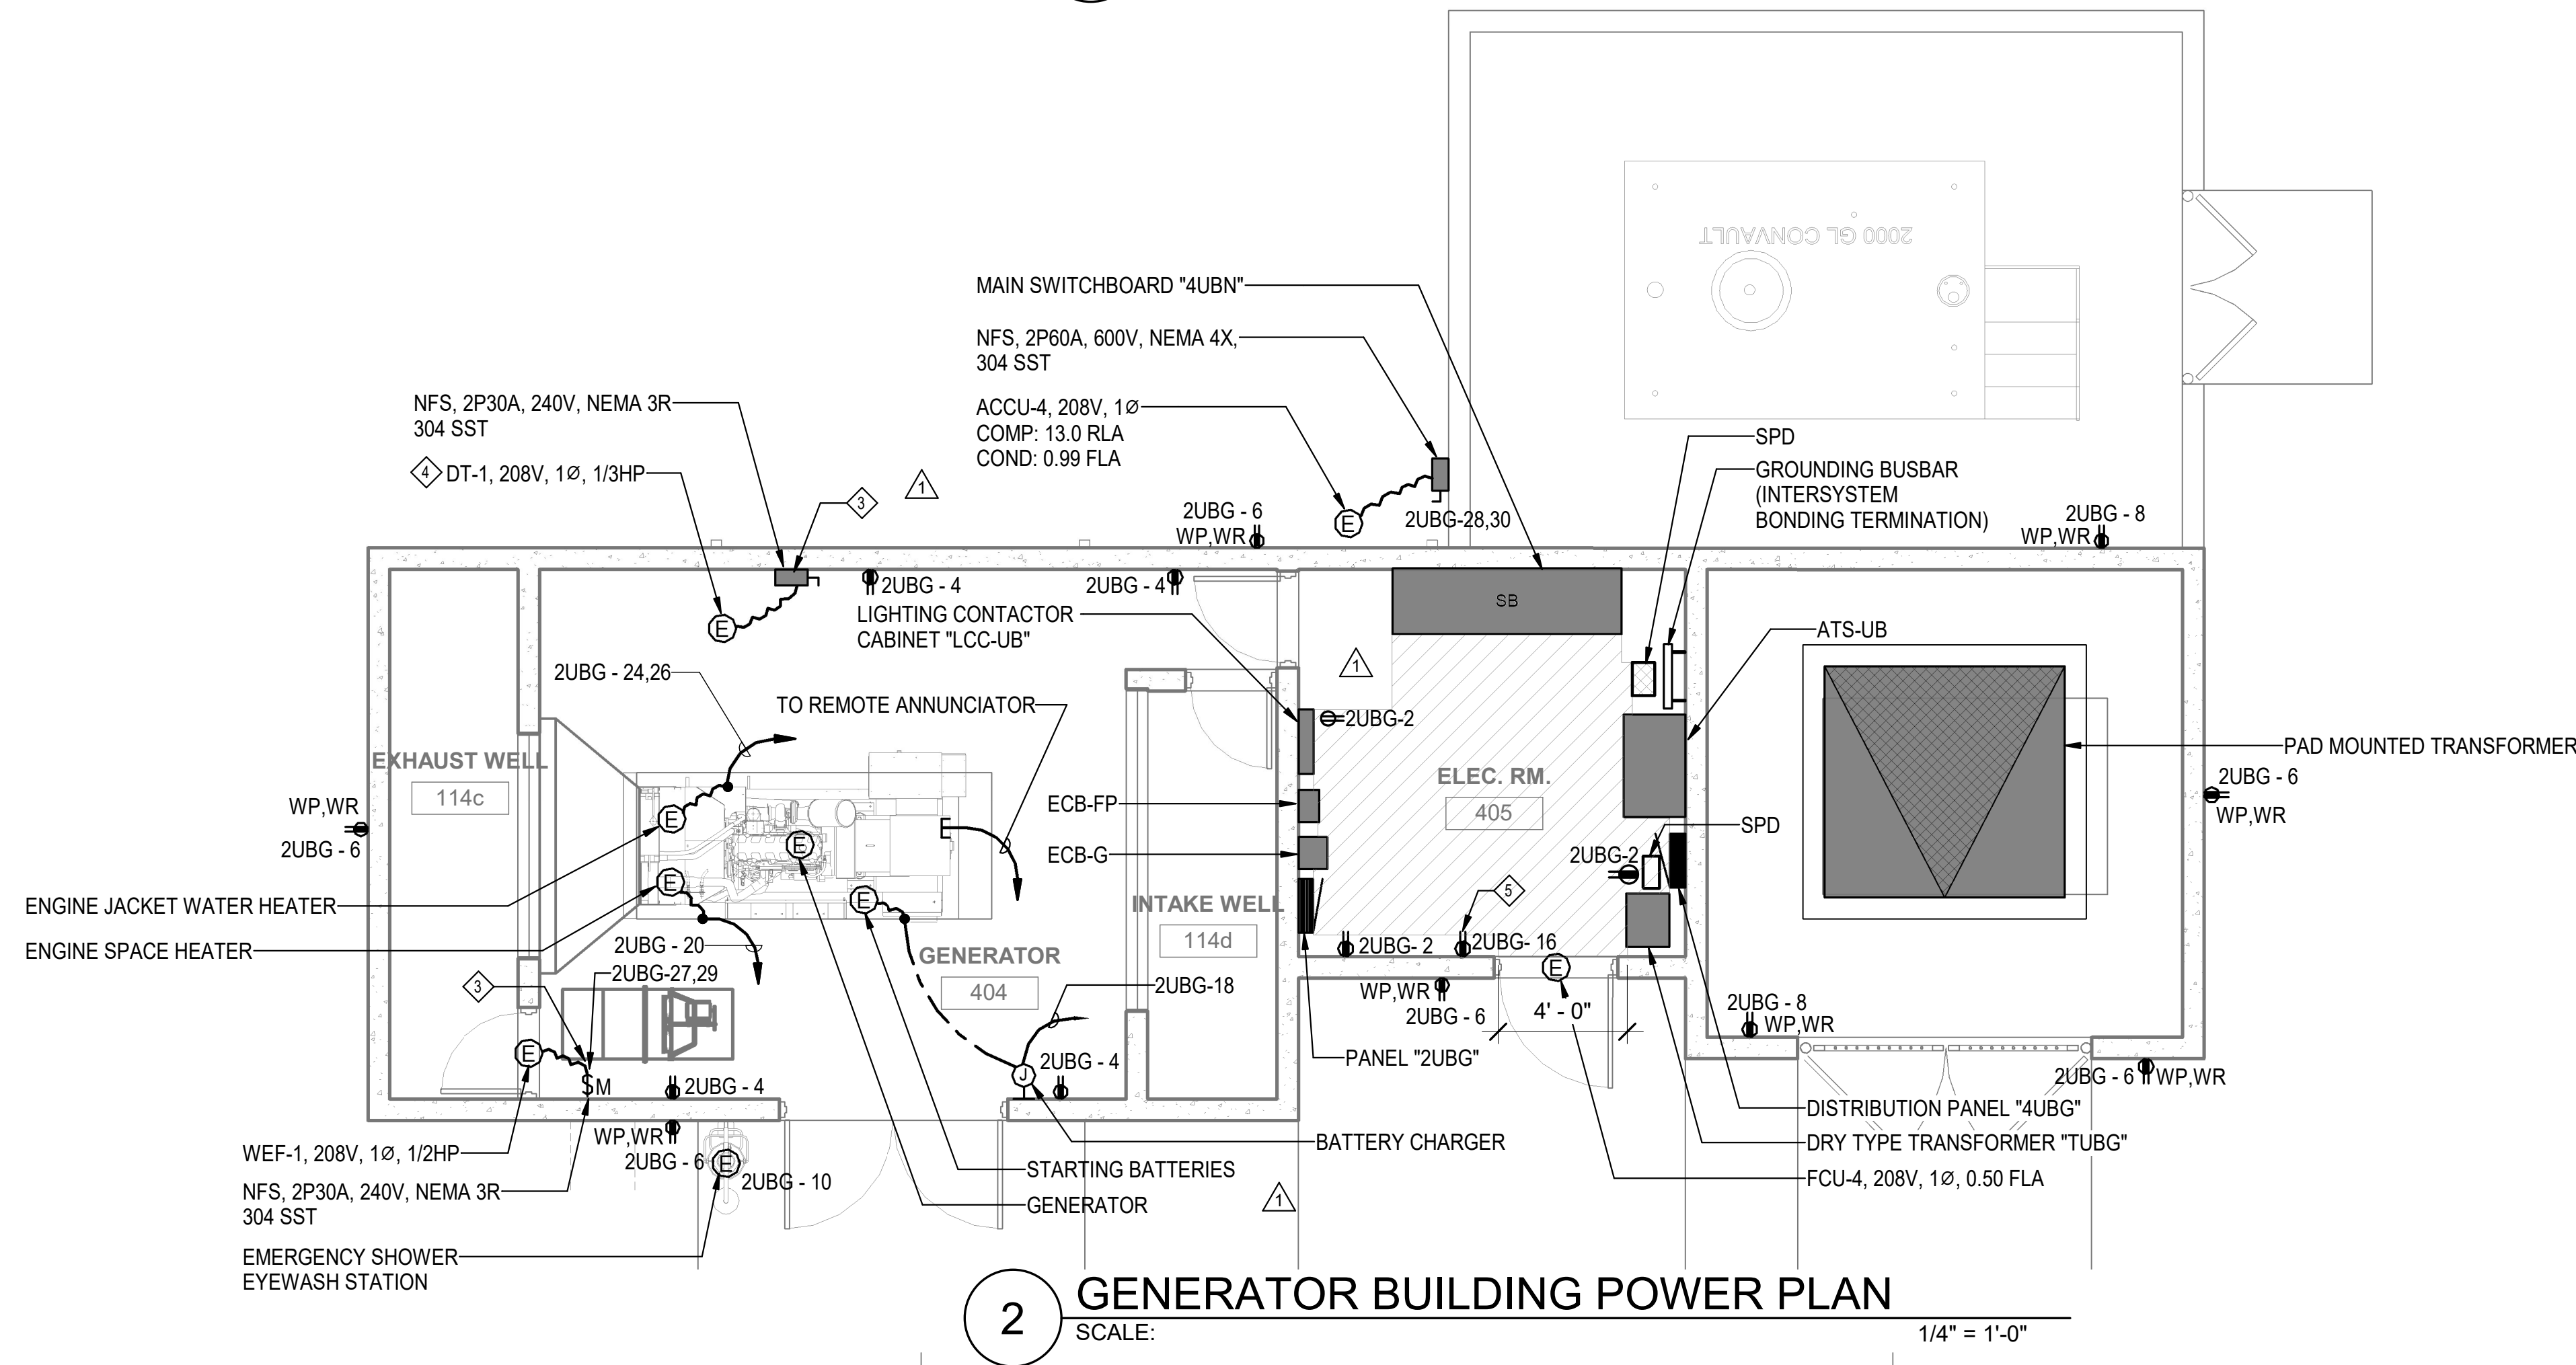 2000 GL CONVAULT
MAIN SWITCHBOARD "4UBN"
NFS, 2P60A, 600V, NEMA 4X,
304 SST
ACCU-4, 208V, 1Ø
COMP: 13.0 RLA
COND: 0.99 FLA
NFS, 2P30A, 240V, NEMA 3R
304 SST
4
DT-1, 208V, 1Ø, 1/3HP
3
1
SPD
GROUNDING BUSBAR
(INTERSYSTEM
BONDING TERMINATION)
2UBG - 6
WP,WR
E
2UBG-28,30
2UBG - 8
WP,WR
2UBG - 4
2UBG - 4
LIGHTING CONTACTOR
CABINET "LCC-UB"
SB
E
ATS-UB
1
2UBG - 24,26
TO REMOTE ANNUNCIATOR
2UBG-2
EXHAUST WELL
114c
PAD MOUNTED TRANSFORMER
ELEC. RM.
405
2UBG - 6
WP,WR
WP,WR
2UBG - 6
ECB-FP
E
E
SPD
ECB-G
2UBG-2
E
E
5
ENGINE JACKET WATER HEATER
INTAKE WELL
114d
ENGINE SPACE HEATER
2UBG - 20
GENERATOR
404
2UBG- 2
2UBG- 16
E
2UBG-27,29
3
2UBG-18
WP,WR
2UBG - 6
4' - 0"
2UBG - 8
WP,WR
E
2UBG - 4
PANEL "2UBG"
J
$M
2UBG - 4
2UBG - 6
WP,WR
DISTRIBUTION PANEL "4UBG"
WP,WR
2UBG - 6
BATTERY CHARGER
DRY TYPE TRANSFORMER "TUBG"
WEF-1, 208V, 1Ø, 1/2HP
E
2UBG - 10
STARTING BATTERIES
FCU-4, 208V, 1Ø, 0.50 FLA
NFS, 2P30A, 240V, NEMA 3R
304 SST
GENERATOR
1
EMERGENCY SHOWER
EYEWASH STATION
2
GENERATOR BUILDING POWER PLAN
SCALE:
1/4" = 1'-0"